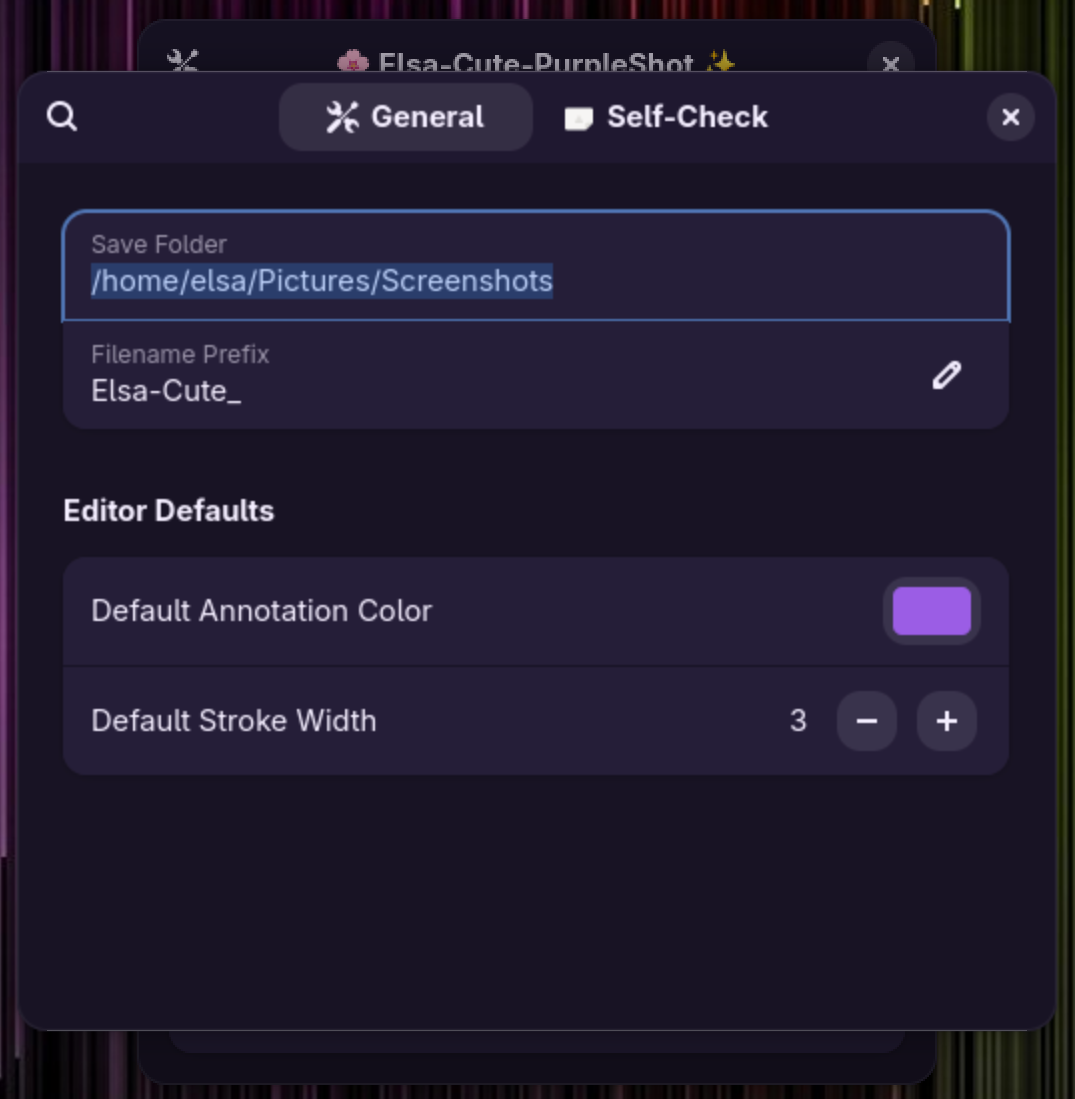 🌸 Elsa-Cute-PurpleShot ✨
General
Self-Check
Save Folder
/home/elsa/Pictures/Screenshots
Filename Prefix
Elsa-Cute_
Editor Defaults
Default Annotation Color
Default Stroke Width
3